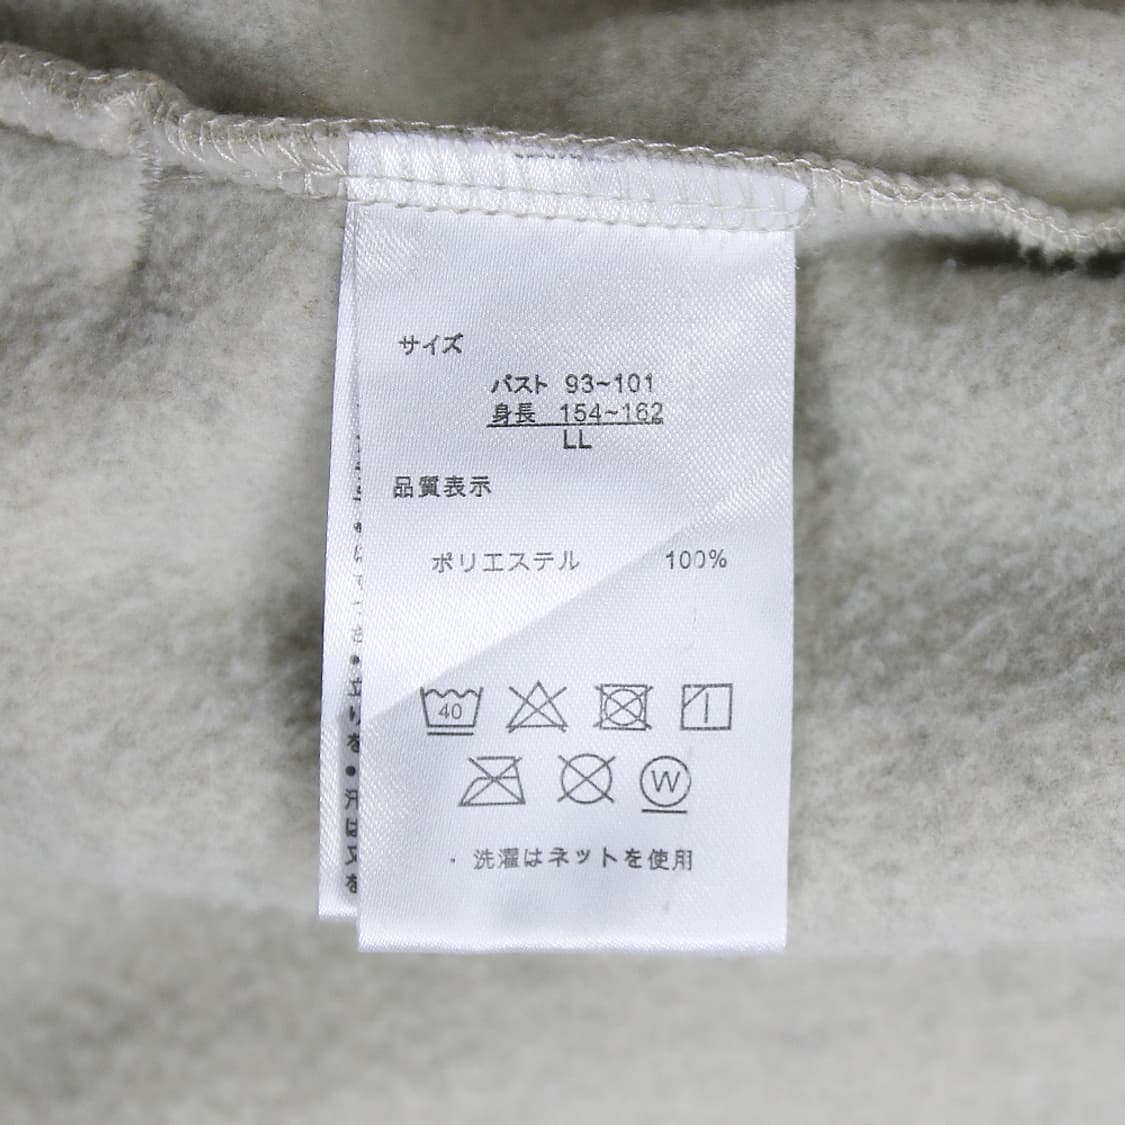 サイズ
バスト 93~101
身長 154~162
LL
品質表示
ポリエステル 100%
40
W
・洗濯はネットを使用